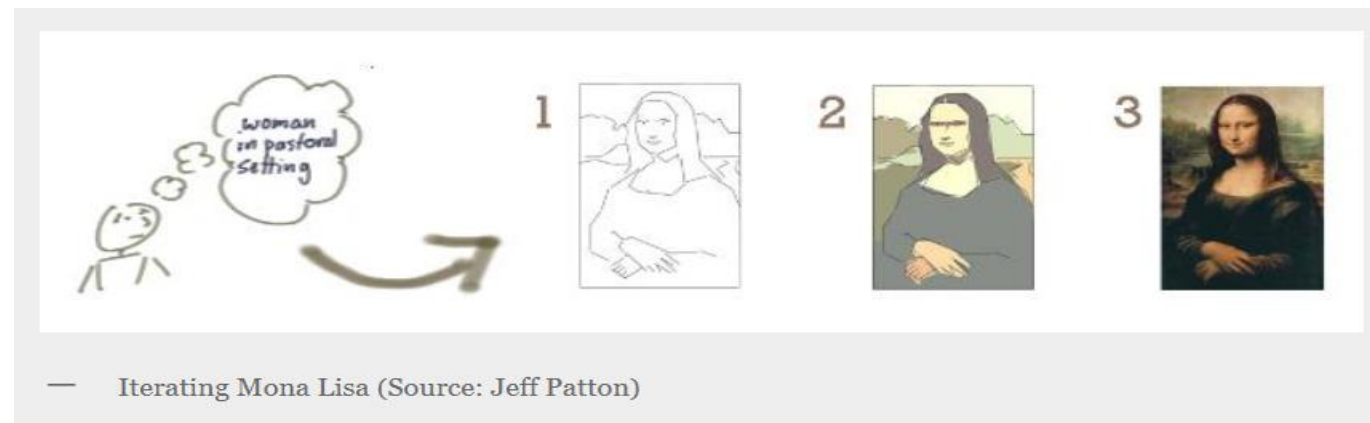 woman
in pastoral
setting
1
2
3
— Iterating Mona Lisa (Source: Jeff Patton)